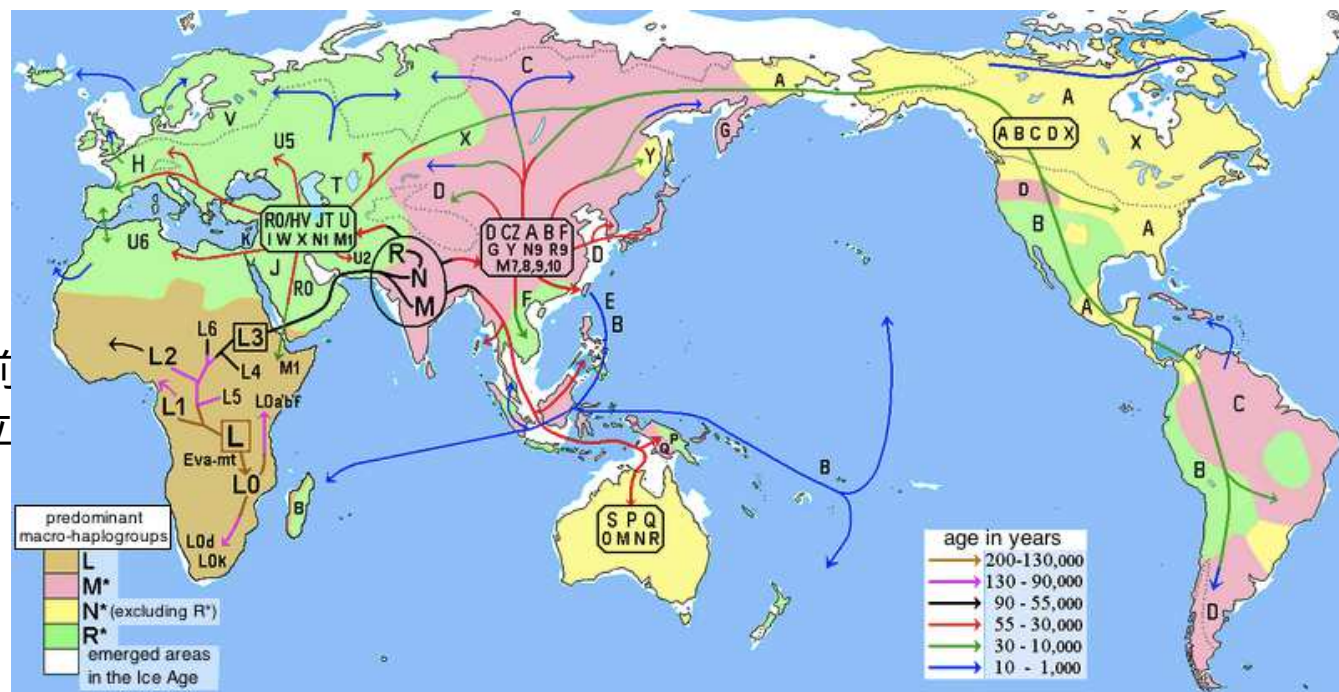 C
A
A
V
X
G
A B C D X
U5
Y
X
H
T
D
D
R0/HV JT U
I W X N1 M1
D CZ A B F
G Y N9 R9
M7,8,9,10
B
A
U6
K
U2
R
N
M
D
J
R0
F
E
B
A
L6
L3
L2
L4
M1
C
L1
L5
L0a'b'f
L
Q
P
B
B
Eva-mt
L0
B
S P Q
O M N R
predominant
macro-haplogroups
L0d
L0k
L
M*
N* (excluding R*)
R*
emerged areas
in the Ice Age
age in years
200-130,000
130 - 90,000
90 - 55,000
55 - 30,000
30 - 10,000
10 - 1,000
D